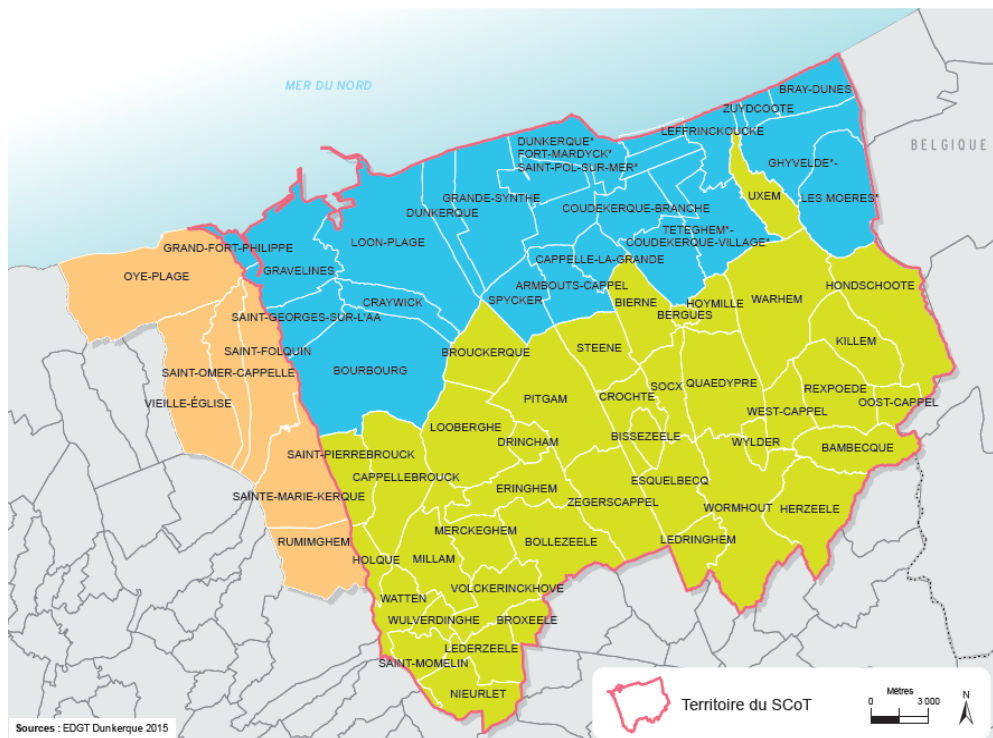 MER DU NORD
BELGIQUE
BRAY-DUNES
ZUYDCOOTE
LEFFRINCKOUCKE
DUNKERQUE*
FORT-MARDYCK*
SAINT-POL-SUR-MER*
GHYVELDE*-
LES MOERES*
UXEM
GRANDE-SYNTHE
DUNKERQUE
COUDEKERQUE-BRANCHE
TETEGHEM*-
COUDEKERQUE-VILLAGE*
GRAND-FORT-PHILIPPE
LOON-PLAGE
OYE-PLAGE
GRAVELINES
CAPPELLE-LA-GRANDE
ARMBOUTS-CAPPEL
SPYCKER
CRAYWICK
BIERNE
HOYMILLE
BERGUES
WARHEM
HONDSCHOOTE
SAINT-GEORGES-SUR-L'AA
SAINT-FOLQUIN
BROUCKERQUE
STEENE
KILLEM
SAINT-OMER-CAPPELLE
BOURBOURG
VIEILLE-ÉGLISE
PITGAM
CROCHTE
SOCX
QUAEDYPRE
REXPOEDE
OOST-CAPPEL
WEST-CAPPEL
LOOBERGHE
DRINCHAM
BISSEZEELE
WYLDER
BAMBECQUE
SAINT-PIERREBROUCK
CAPPELLEBROUCK
ERINGHEM
ESQUELBECQ
SAINTE-MARIE-KERQUE
ZEGERSCAPPEL
WORMHOUT
HERZEELE
MERCKEGHEM
RUMIMGHEM
BOLLEZEELE
LEDRINGHEM
HOLQUE
MILLAM
VOLCKERINCKHOVE
WATTEN
WULVERDINGHE
BROXEELE
LEDERZEELE
SAINT-MOMELIN
NIEURLET
Territoire du SCoT
Mètres
0 3 000
N
Sources : EDGT Dunkerque 2015